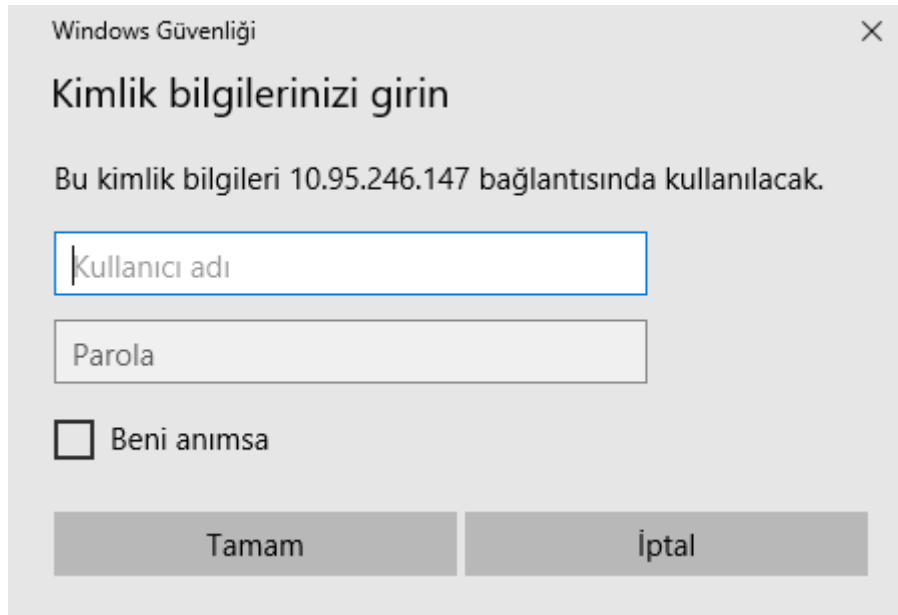 Windows Güvenliği
Kimlik bilgilerinizi girin
Bu kimlik bilgileri 10.95.246.147 bağlantısında kullanılacak.
Kullanıcı adı
Parola
Beni anımsa
Tamam
İptal